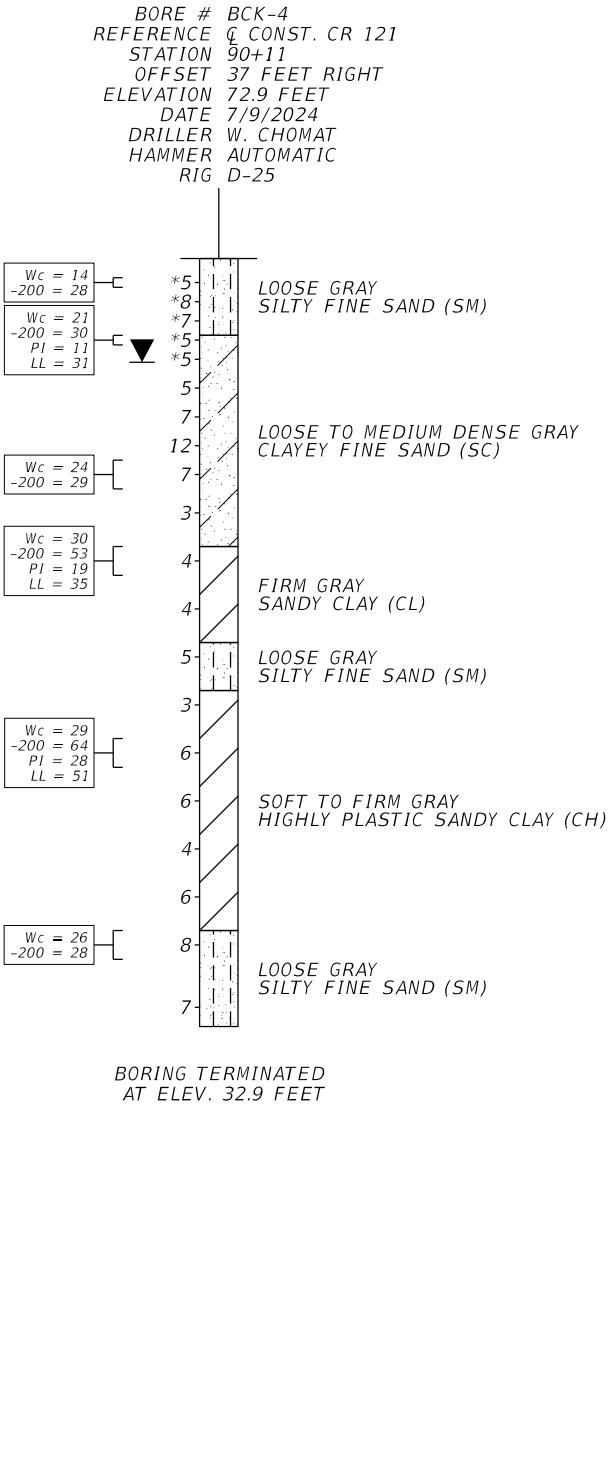 BORE # BCK-4
REFERENCE ℄ CONST. CR 121
STATION 90+11
OFFSET 37 FEET RIGHT
ELEVATION 72.9 FEET
DATE 7/9/2024
DRILLER W. CHOMAT
HAMMER AUTOMATIC
RIG D-25
Wc = 14
-200 = 28
*5
*8
*7
LOOSE GRAY
SILTY FINE SAND (SM)
Wc = 21
-200 = 30
PI = 11
LL = 31
*5
*5
5
7
12
7
3
LOOSE TO MEDIUM DENSE GRAY
CLAYEY FINE SAND (SC)
Wc = 24
-200 = 29
Wc = 30
-200 = 53
PI = 19
LL = 35
4
4
FIRM GRAY
SANDY CLAY (CL)
5
LOOSE GRAY
SILTY FINE SAND (SM)
3
6
6
4
6
Wc = 29
-200 = 64
PI = 28
LL = 51
SOFT TO FIRM GRAY
HIGHLY PLASTIC SANDY CLAY (CH)
Wc = 26
-200 = 28
8
7
LOOSE GRAY
SILTY FINE SAND (SM)
BORING TERMINATED
AT ELEV. 32.9 FEET